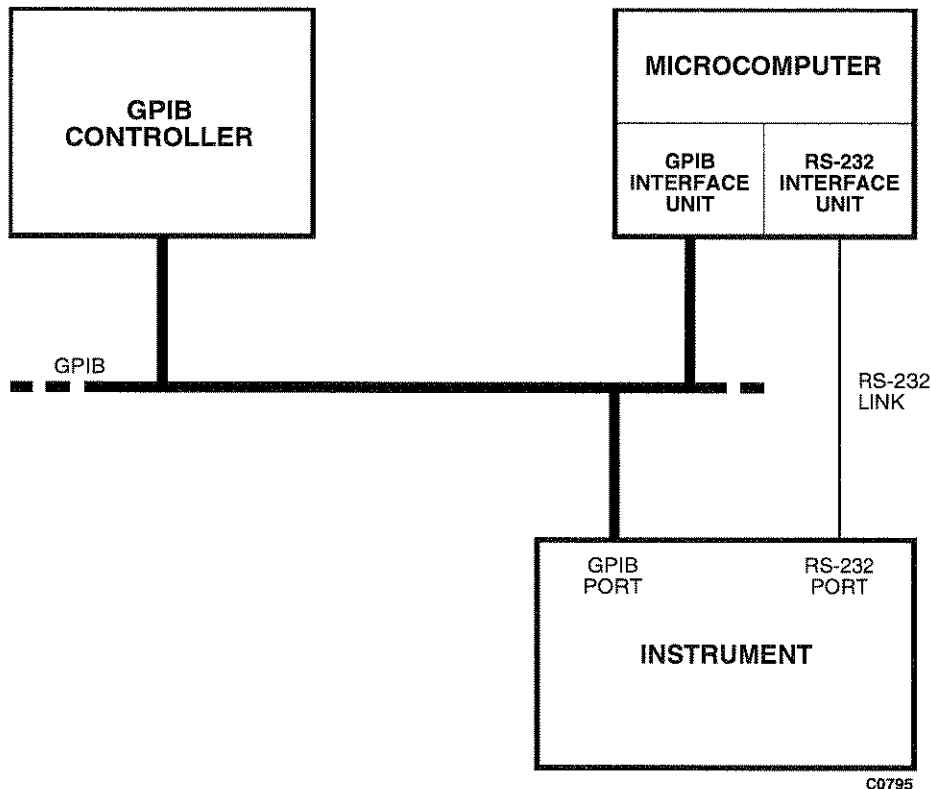 GPIB
CONTROLLER
MICROCOMPUTER
GPIB
INTERFACE
UNIT
RS-232
INTERFACE
UNIT
GPIB
RS-232
LINK
GPIB
PORT
RS-232
PORT
INSTRUMENT
C0795